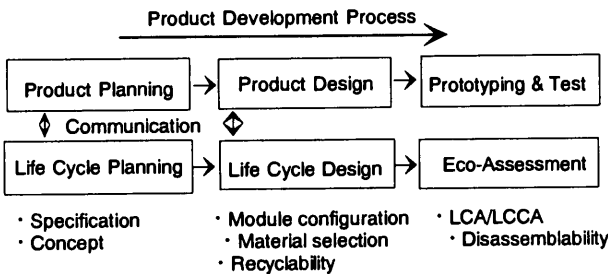 Product Development Process
Product Planning
Product Design
Prototyping & Test
Communication
Life Cycle Planning
Life Cycle Design
Eco-Assessment
· Specification
· Concept
· Module configuration
· Material selection
· Recyclability
· LCA/LCCA
· Disassemblability